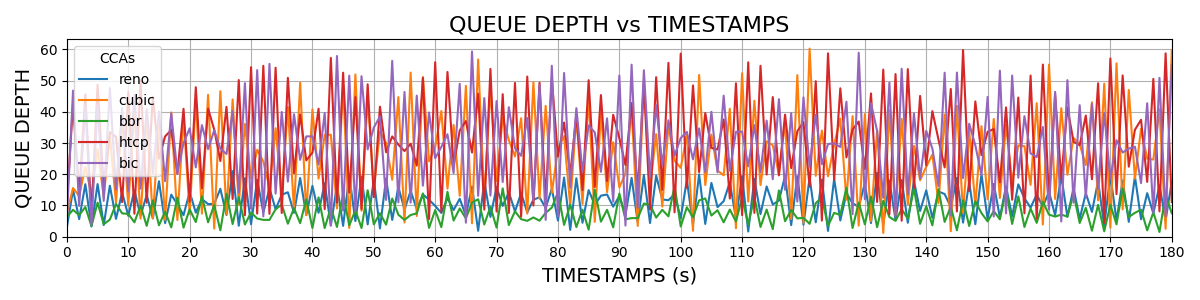 QUEUE DEPTH vs TIMESTAMPS
QUEUE DEPTH
60
50
40
30
20
10
0
CCAs
reno
cubic
bbr
htcp
bic
0 10 20 30 40 50 60 70 80 90 100 110 120 130 140 150 160 170 180
TIMESTAMPS (s)